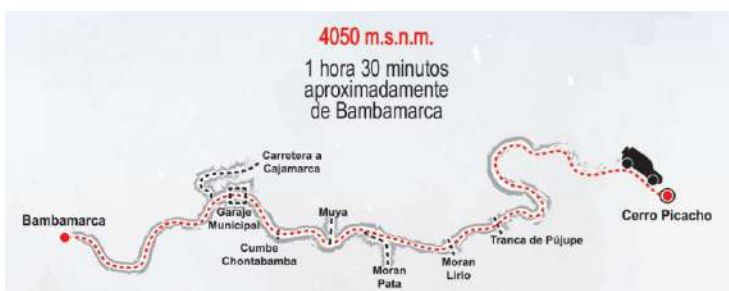 4050 m.s.n.m.
1 hora 30 minutos
aproximadamente
de Bambamarca
Carretera a
Cajamarca
Bambamarca
Garaje
Municipal
Muya
Cerro Picacho
Cumbe
Chontabamba
Tranca de Pújupe
Moran
Pata
Moran
Lirio